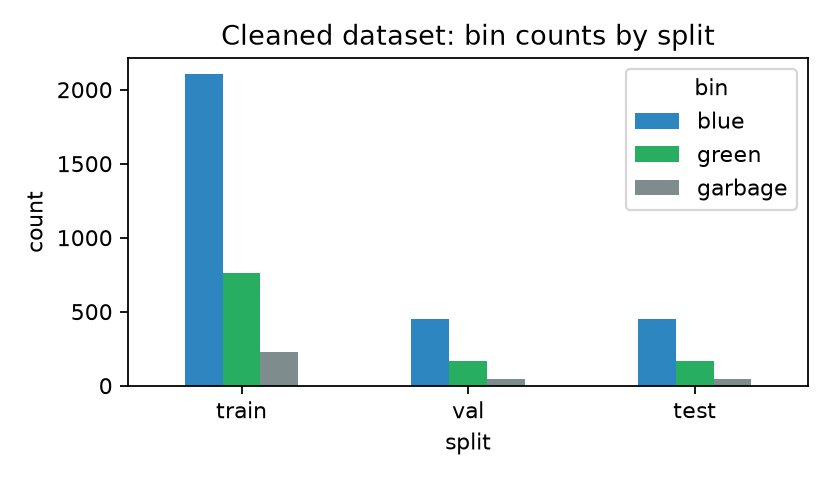 Cleaned dataset: bin counts by split
bin
blue
green
garbage
2000
1500
1000
500
0
count
train
val
test
split